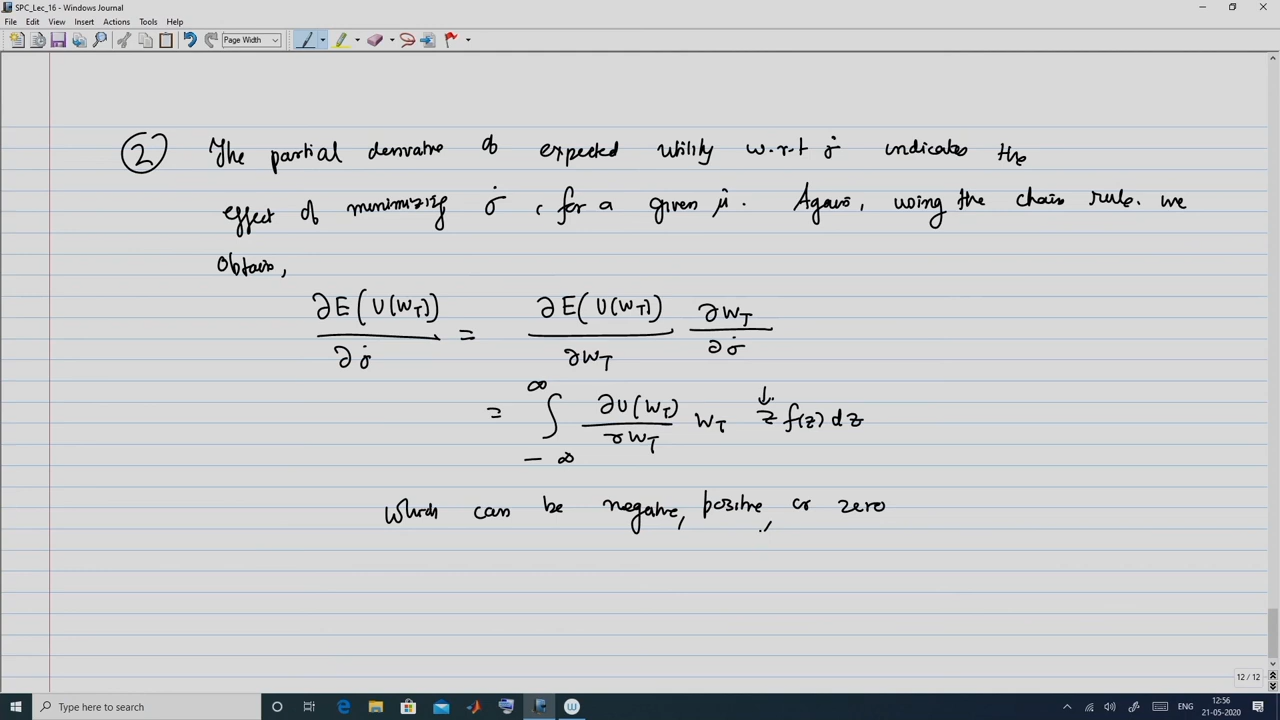 SPC_Lec_16 - Windows Journal
File Edit View Insert Actions Tools Help
Page Width
② The partial derivative of expected utility w.r.t σ̇ indicates the
effect of minimizing σ̇ , for a given μ̇. Again, using the chain rule. we
obtain,
∂E(U(W_T)) / ∂σ̇ = ∂E(U(W_T)) / ∂W_T ∂W_T / ∂σ̇
= ∫_{-∞}^{∞} ∂U(W_T) / ∂W_T W_T z f(z) dz
which can be negative, positive, or zero
12 / 12
Type here to search
ENG
12:56
21-05-2020